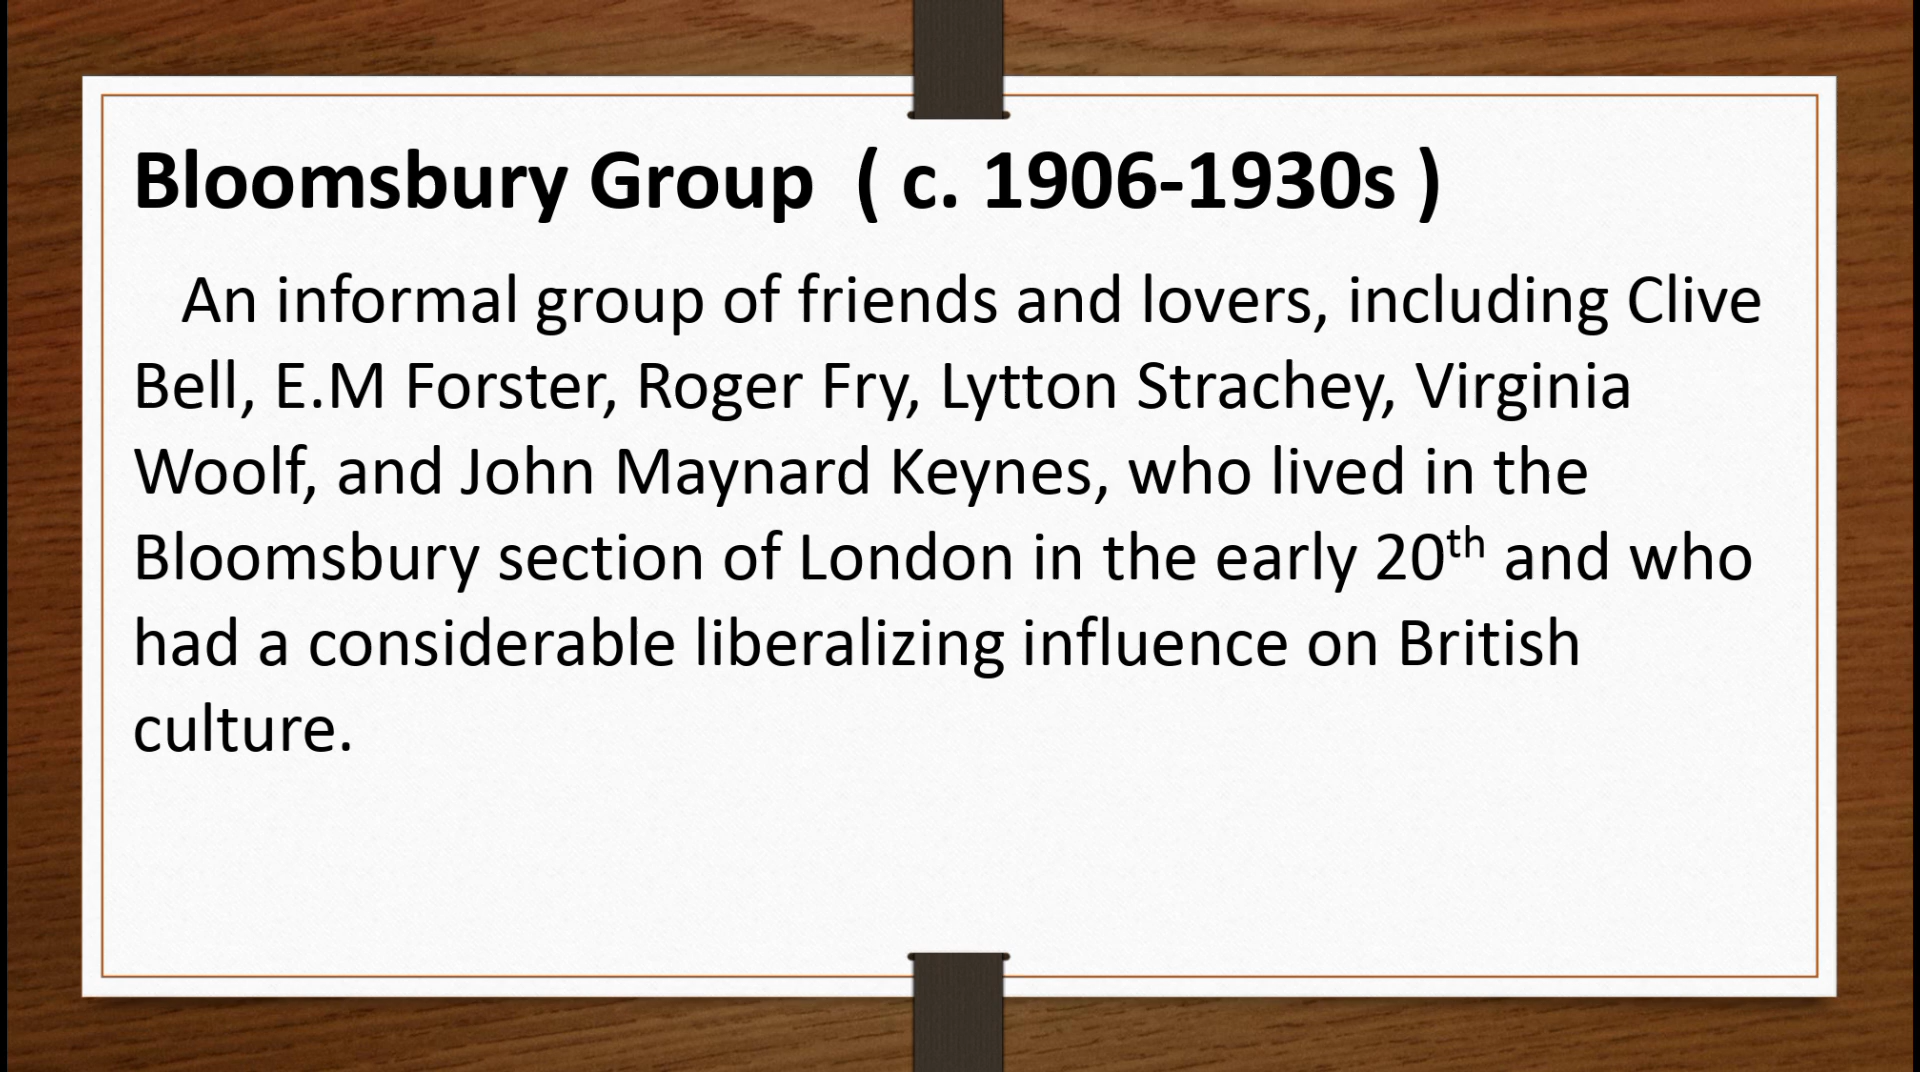 Bloomsbury Group  ( c. 1906-1930s )
An informal group of friends and lovers, including Clive
Bell, E.M Forster, Roger Fry, Lytton Strachey, Virginia
Woolf, and John Maynard Keynes, who lived in the
Bloomsbury section of London in the early 20th and who
had a considerable liberalizing influence on British
culture.